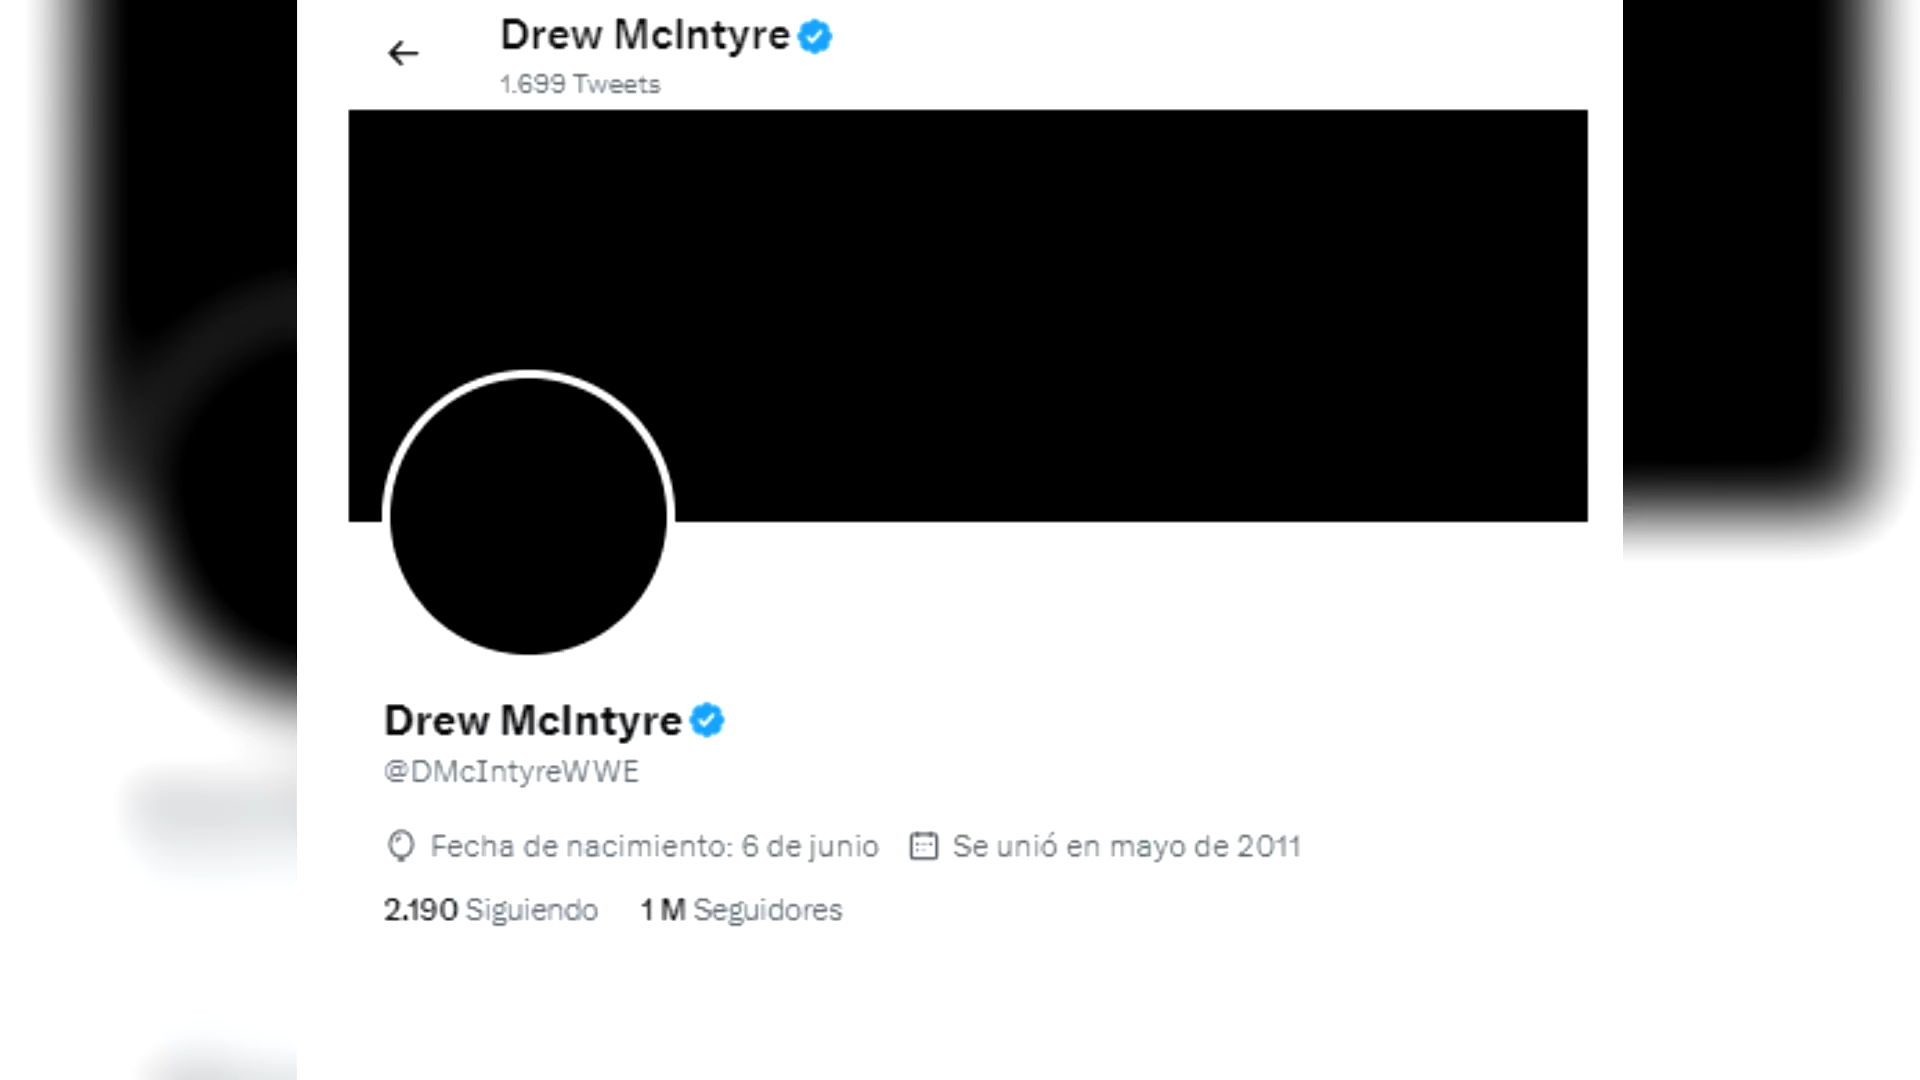 Drew McIntyre
1.699 Tweets
Drew McIntyre
@DMcIntyreWWE
Fecha de nacimiento: 6 de junio Se unió en mayo de 2011
2.190 Siguiendo 1 M Seguidores